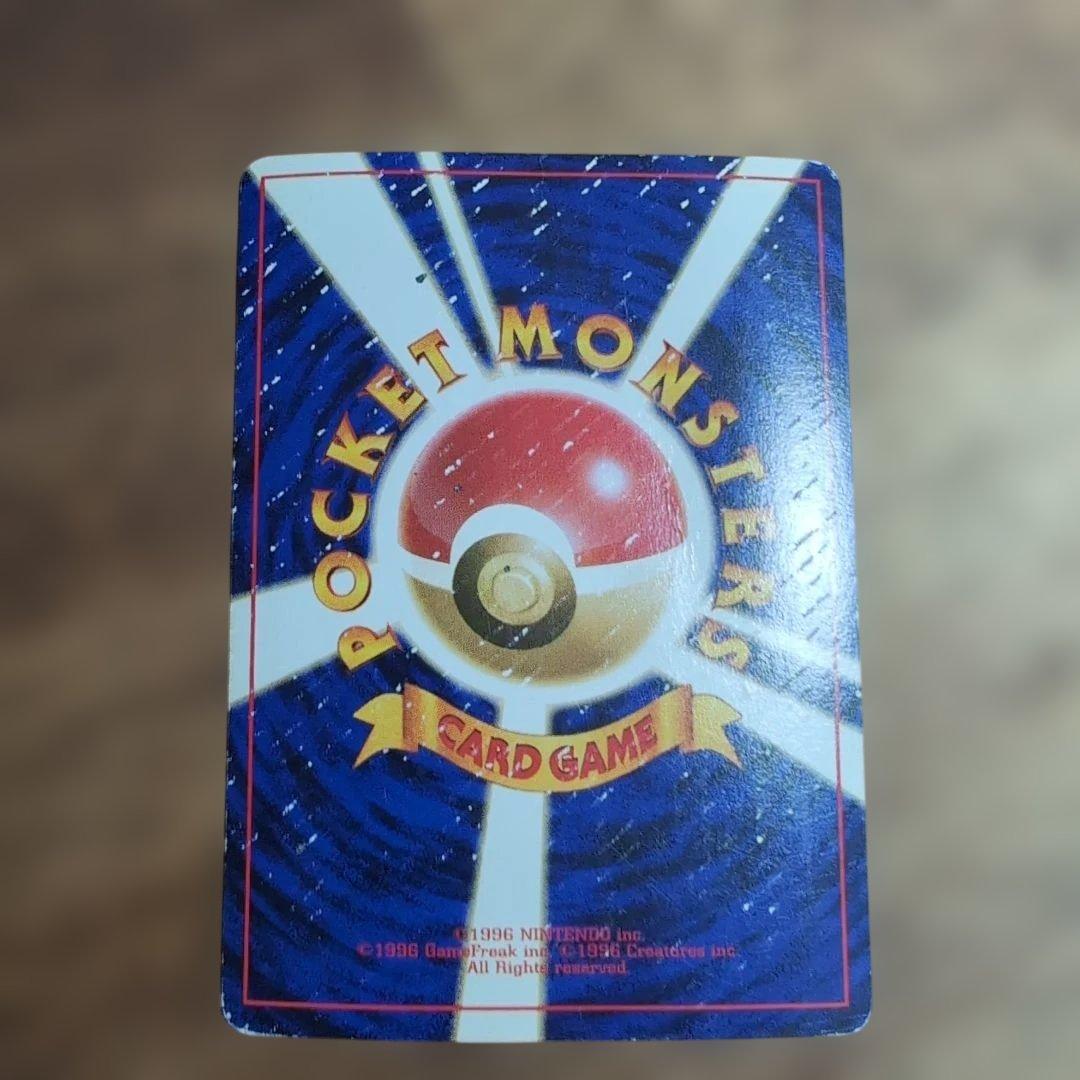 POCKET MONSTERS
CARD GAME
©1996 NINTENDO inc.
©1996 GameFreak inc. ©1996 Creatures inc.
All Rights reserved.